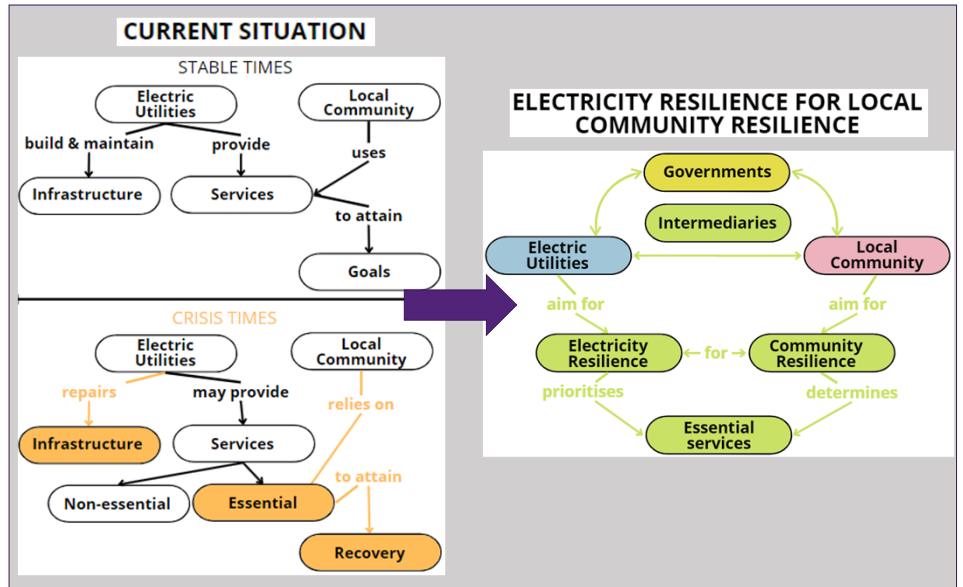 CURRENT SITUATION
STABLE TIMES
Electric
Utilities
Local
Community
build & maintain
provide
uses
Infrastructure
Services
to attain
Goals
CRISIS TIMES
Electric
Utilities
Local
Community
repairs
may provide
relies on
Infrastructure
Services
to attain
Non-essential
Essential
Recovery
ELECTRICITY RESILIENCE FOR LOCAL
COMMUNITY RESILIENCE
Governments
Intermediaries
Electric
Utilities
Local
Community
aim for
aim for
Electricity
Resilience
for
Community
Resilience
prioritises
determines
Essential
services